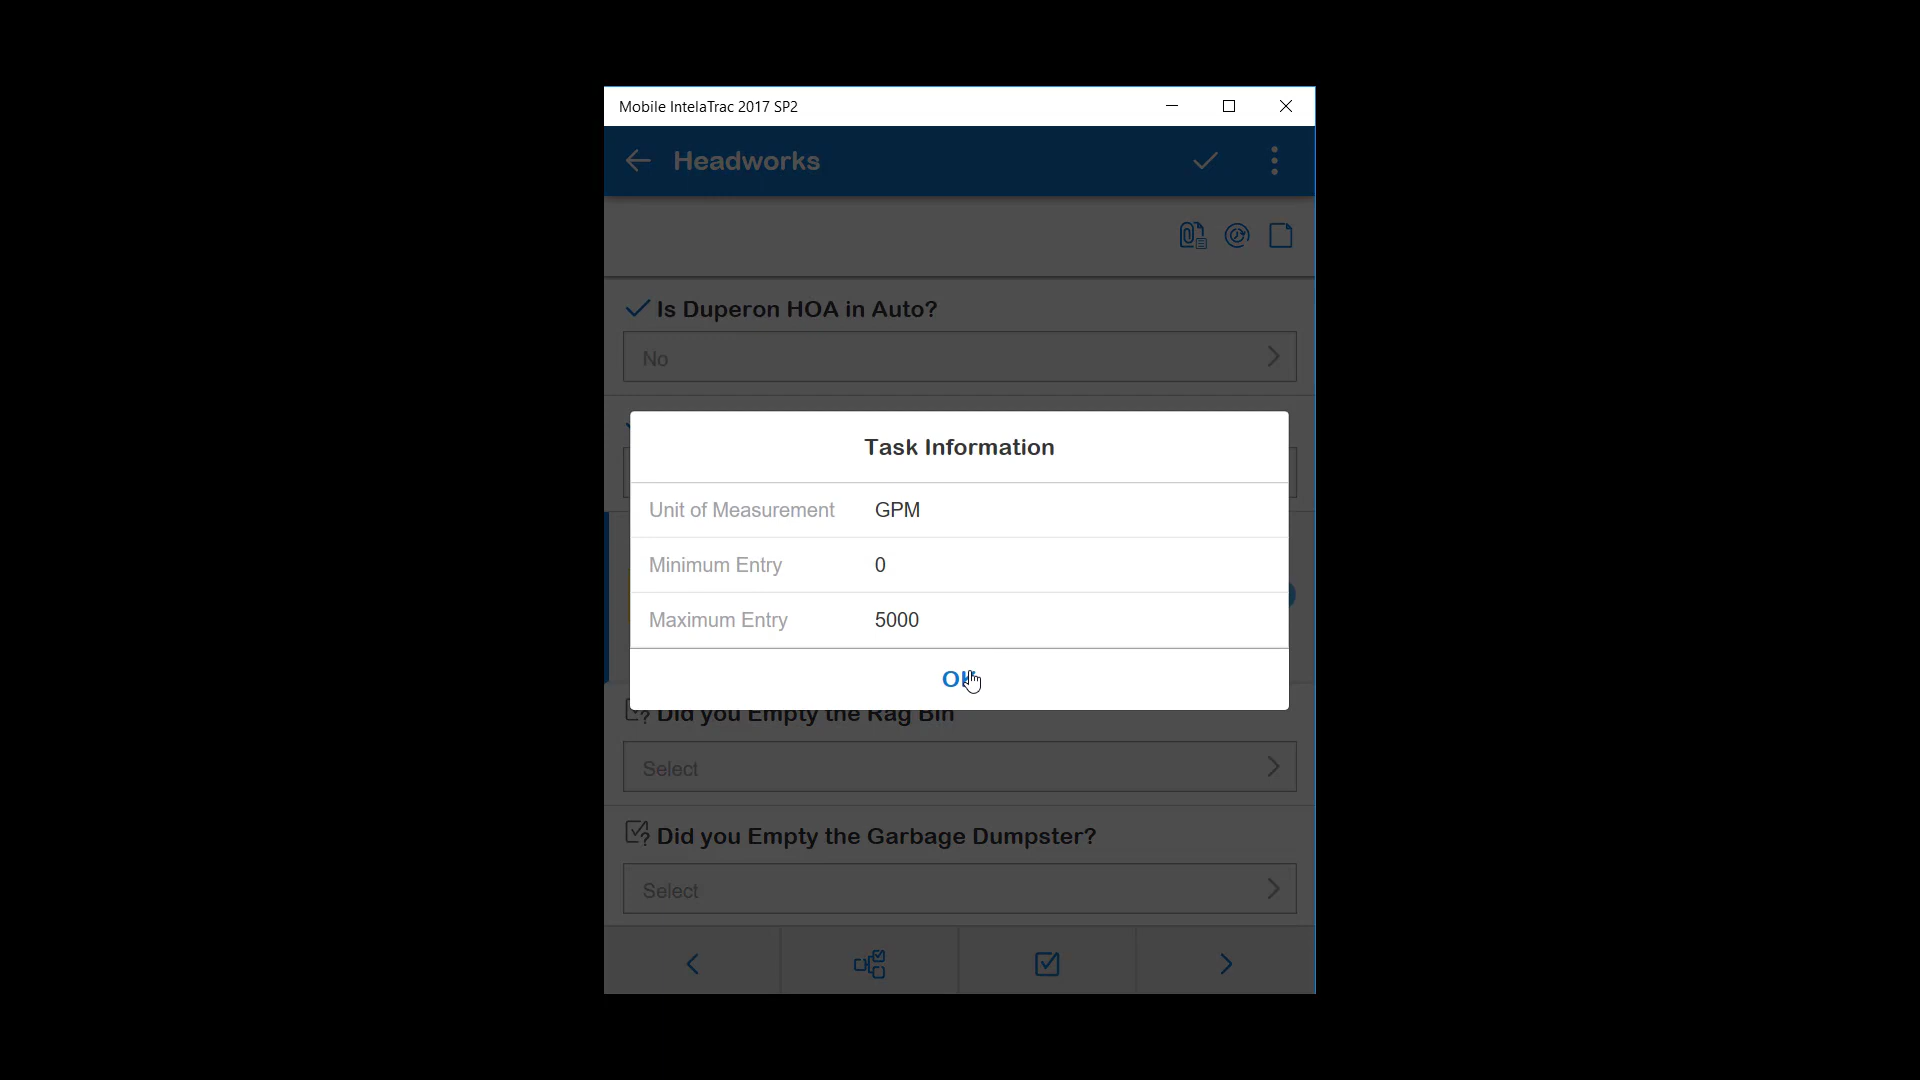 Mobile IntelaTrac 2017 SP2
Headworks
Is Duperon HOA in Auto?
No
Task Information
Unit of Measurement GPM
Minimum Entry 0
Maximum Entry 5000
OK
Did you Empty the Rag Bin
Select
Did you Empty the Garbage Dumpster?
Select